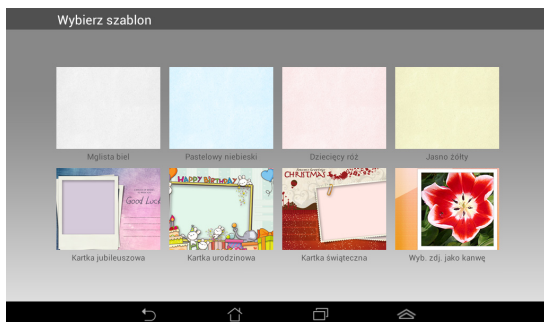 Wybierz szablon
Mglista biel
Pastelowy niebieski
Dziecięcy róż
Jasno żółty
Good Luck
HAPPY BIRTHDAY
CHRISTMAS
Kartka jubileuszowa
Kartka urodzinowa
Kartka świąteczna
Wyb. zdj. jako kanwę